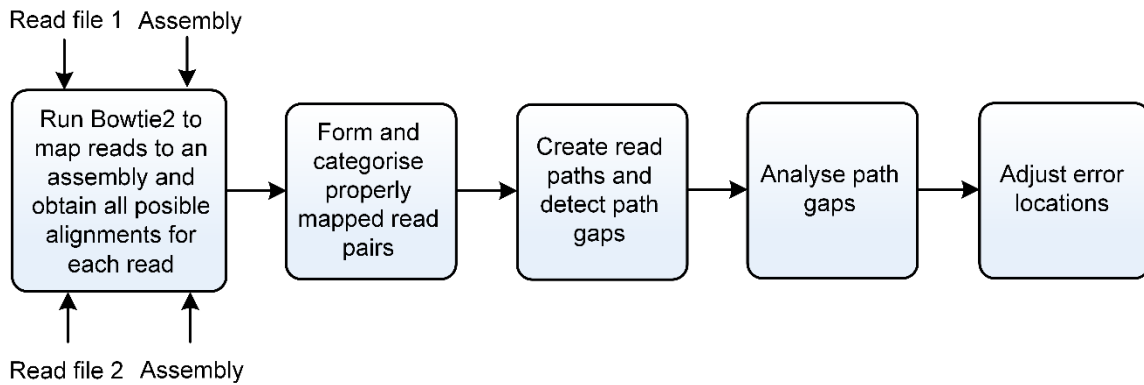 Read file 1 Assembly
Run Bowtie2 to
map reads to an
assembly and
obtain all posible
alignments for
each read
Form and
categorise
properly
mapped read
pairs
Create read
paths and
detect path
gaps
Analyse path
gaps
Adjust error
locations
Read file 2 Assembly